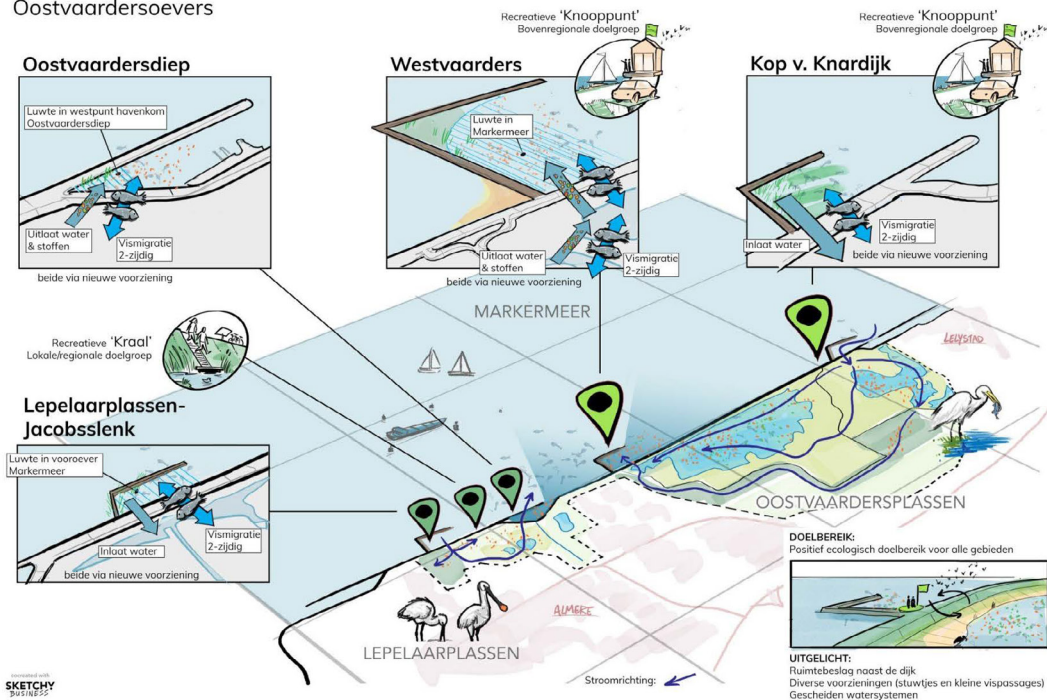 Oostvaardersoevers
Recreatieve 'Knooppunt'
Bovenregionale doelgroep
Recreatieve 'Knooppunt'
Bovenregionale doelgroep
Oostvaardersdiep
Luwte in westpunt havenkom
Oostvaardersdiep
Uitlaat water
& stoffen
Vismigratie
2-zijdig
beide via nieuwe voorziening
Westvaarders
Luwte in
Markermeer
Uitlaat water
& stoffen
Vismigratie
2-zijdig
beide via nieuwe voorziening
Kop v. Knardijk
Inlaat water
Vismigratie
2-zijdig
beide via nieuwe voorziening
MARKERMEER
LELYSTAD
Recreatieve 'Kraal'
Lokale/regionale doelgroep
Lepelaarplassen-
Jacobsslenk
Luwte in vooroever
Markermeer
Inlaat water
Vismigratie
2-zijdig
beide via nieuwe voorziening
OOSTVAARDERSPLASSEN
ALMERE
LEPELAARPLASSEN
Stroomrichting:
DOELBEREIK:
Positief ecologisch doelbereik voor alle gebieden
UITGELICHT:
Ruimtebeslag naast de dijk
Diverse voorzieningen (stuwtjes en kleine vispassages)
Gescheiden watersystemen
SKETCHY
BUSINESS